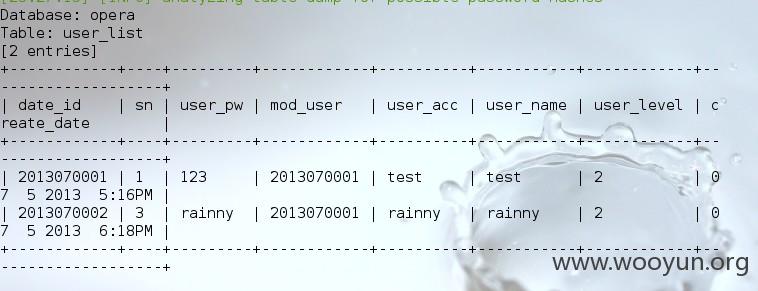 [INFO] analyzing table dump for possible password hashes
Database: opera
Table: user_list
[2 entries]
+------------+----+---------+------------+----------+-----------+------------+--
------------------+
| date_id | sn | user_pw | mod_user | user_acc | user_name | user_level | c
reate_date |
+------------+----+---------+------------+----------+-----------+------------+--
------------------+
| 2013070001 | 1 | 123 | 2013070001 | test | test | 2 | 0
7 5 2013 5:16PM |
| 2013070002 | 3 | rainny | 2013070001 | rainny | rainny | 2 | 0
7 5 2013 6:18PM |
+------------+----+---------+------------+----------+-----------+------------+--
------------------+
www.wooyun.org